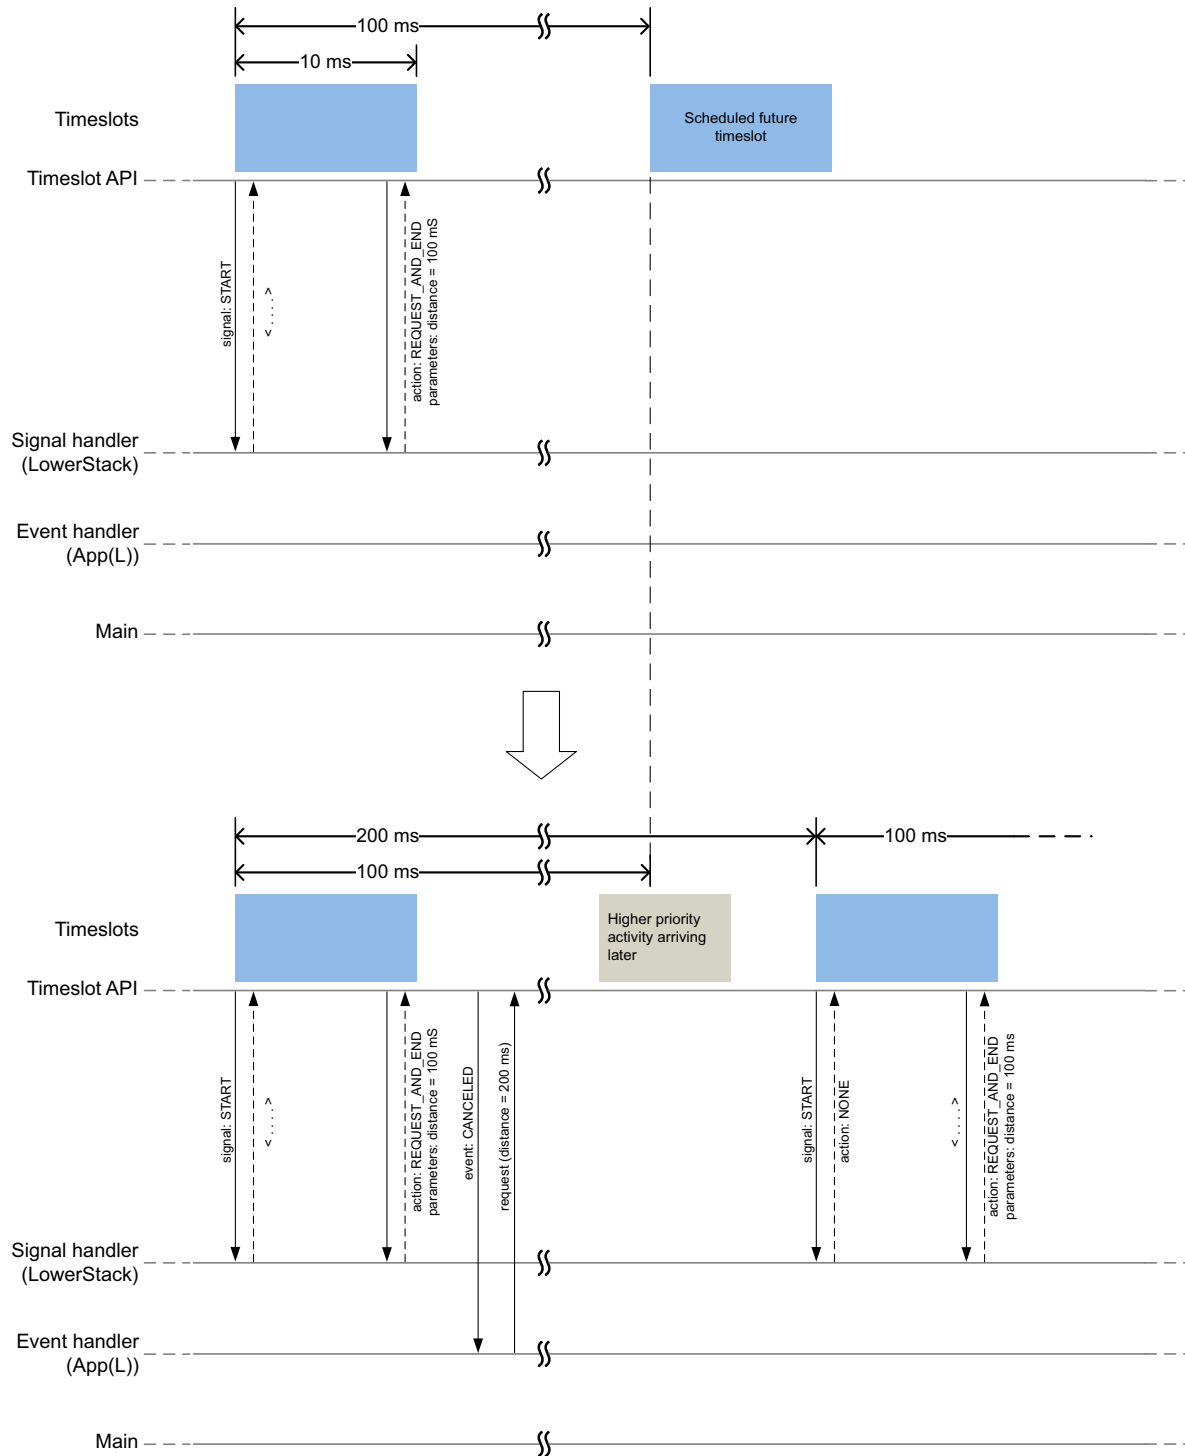 100 ms
10 ms
Timeslots
Scheduled future
timeslot
Timeslot API
signal: START
< . . . . >
action: REQUEST_AND_END
parameters: distance = 100 mS
Signal handler
(LowerStack)
Event handler
(App(L))
Main
200 ms
100 ms
100 ms
Timeslots
Higher priority
activity arriving
later
Timeslot API
signal: START
< . . . . >
action: REQUEST_AND_END
parameters: distance = 100 mS
event: CANCELED
request (distance = 200 ms)
signal: START
action: NONE
< . . . . >
action: REQUEST_AND_END
parameters: distance = 100 ms
Signal handler
(LowerStack)
Event handler
(App(L))
Main